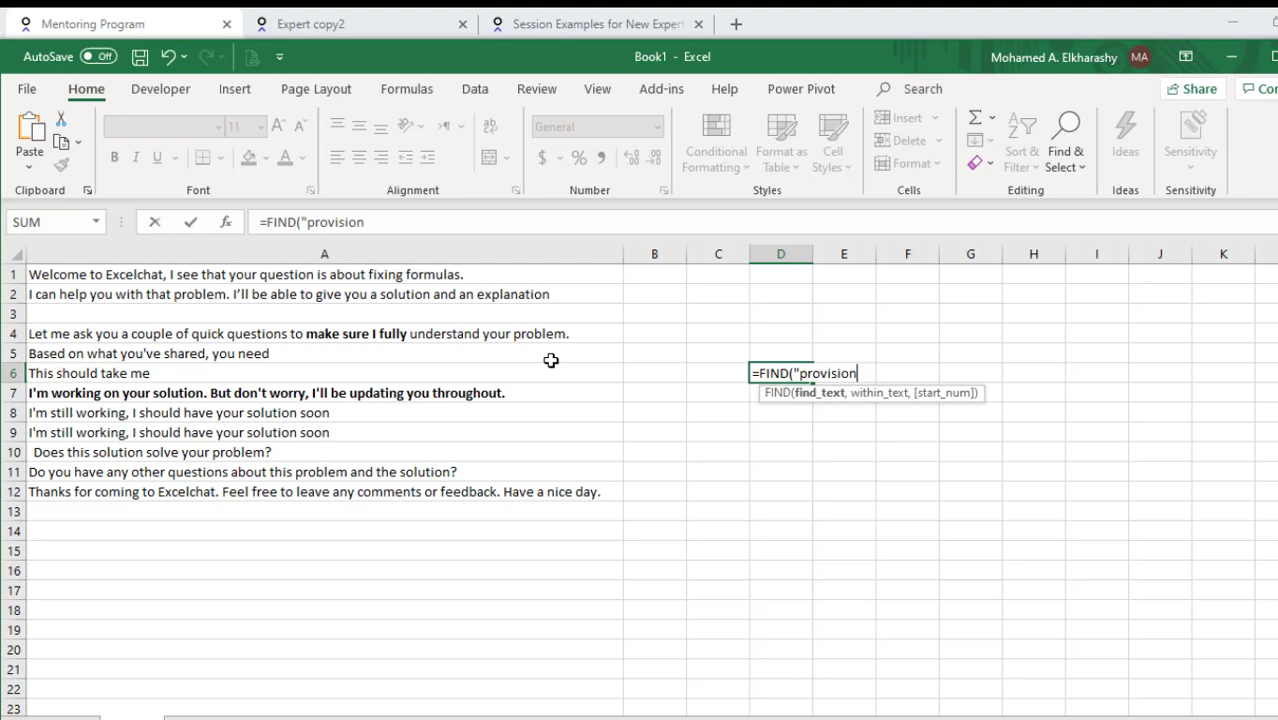 Mentoring Program
Expert copy2
Session Examples for New Expert
AutoSave Off
Book1 - Excel
Mohamed A. Elkharashy MA
File Home Developer Insert Page Layout Formulas Data Review View Add-ins Help Power Pivot Search Share
Paste
11
General
Conditional Formatting
Format as Table
Cell Styles
Insert
Delete
Format
Sort & Filter
Find & Select
Ideas
Sensitivity
Clipboard Font Alignment Number Styles Cells Editing Ideas Sensitivity
SUM =FIND("provision
A B C D E F G H I J K
1 Welcome to Excelchat, I see that your question is about fixing formulas.
2 I can help you with that problem. I’ll be able to give you a solution and an explanation
3
4 Let me ask you a couple of quick questions to make sure I fully understand your problem.
5 Based on what you've shared, you need
6 This should take me =FIND("provision
7 I'm working on your solution. But don't worry, I'll be updating you throughout. FIND(find_text, within_text, [start_num])
8 I'm still working, I should have your solution soon
9 I'm still working, I should have your solution soon
10 Does this solution solve your problem?
11 Do you have any other questions about this problem and the solution?
12 Thanks for coming to Excelchat. Feel free to leave any comments or feedback. Have a nice day.
13
14
15
16
17
18
19
20
21
22
23